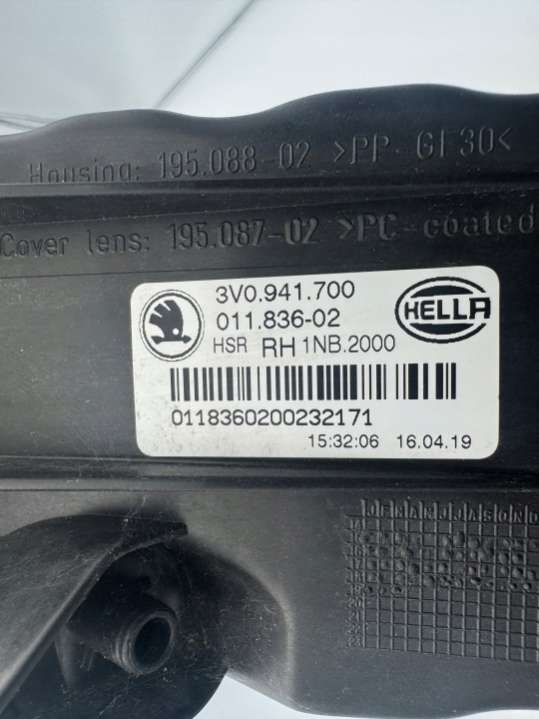 Housing: 195.088-02 >PP-GF30<
Cover lens: 195.087-02 >PC-coated
3V0.941.700
011.836-02
HSR RH 1NB.2000
HELLA
0118360200232171
15:32:06 16.04.19